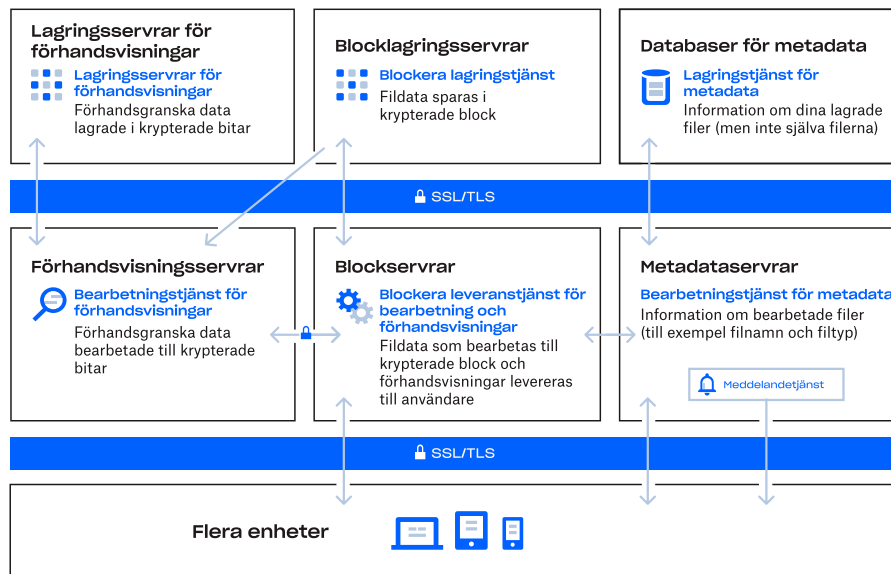 Lagringsservrar för
förhandsvisningar
Lagringsservrar för
förhandsvisningar
Förhandsgranska data
lagrade i krypterade bitar
Blocklagringsservrar
Blockera lagringstjänst
Fildata sparas i
krypterade block
Databaser för metadata
Lagringstjänst för
metadata
Information om dina lagrade
filer (men inte själva filerna)
SSL/TLS
Förhandsvisningsservrar
Bearbetningstjänst för
förhandsvisningar
Förhandsgranska data
bearbetade till krypterade
bitar
Blockservrar
Blockera leveranstjänst för
bearbetning och
förhandsvisningar
Fildata som bearbetas till
krypterade block och
förhandsvisningar levereras
till användare
Metadataservrar
Bearbetningstjänst för metadata
Information om bearbetade filer
(till exempel filnamn och filtyp)
Meddelandetjänst
SSL/TLS
Flera enheter